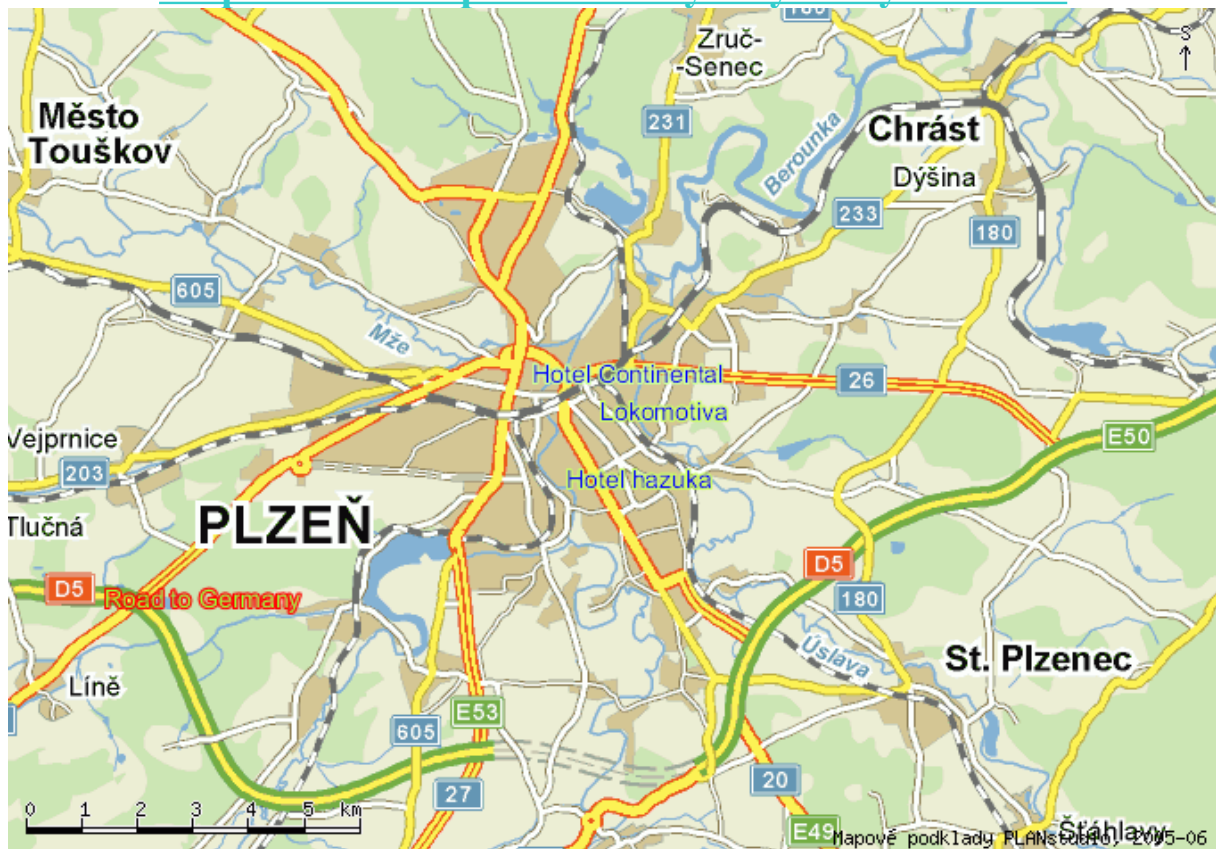 180
S
Zruč-
-Senec
Město
Touškov
231
Chrást
Berounka
Dýšina
233
180
605
Mže
Hotel Continental
26
Lokomotiva
Vejprnice
E50
203
Hotel hazuka
PLZEŇ
Tlučná
D5
D5
Road to Germany
180
Úslava
St. Plzenec
Líně
E53
605
20
27
0 1 2 3 4 5 km
E49
Šťáhlavy
Mapové podklady PLANstudio, 2005-06